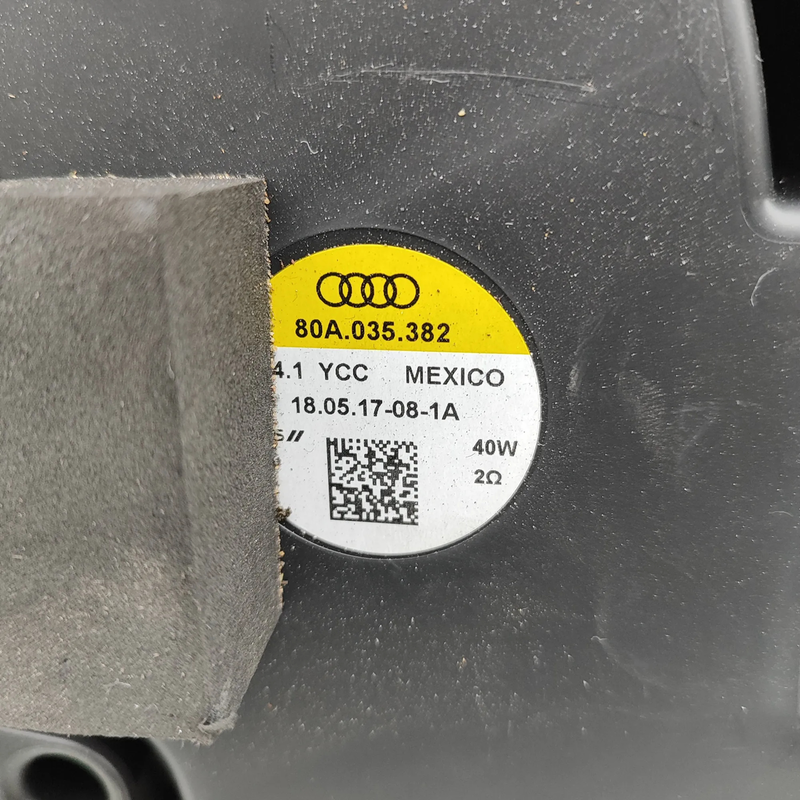 80A.035.382
4.1 YCC MEXICO
18.05.17-08-1A
40W
2Ω